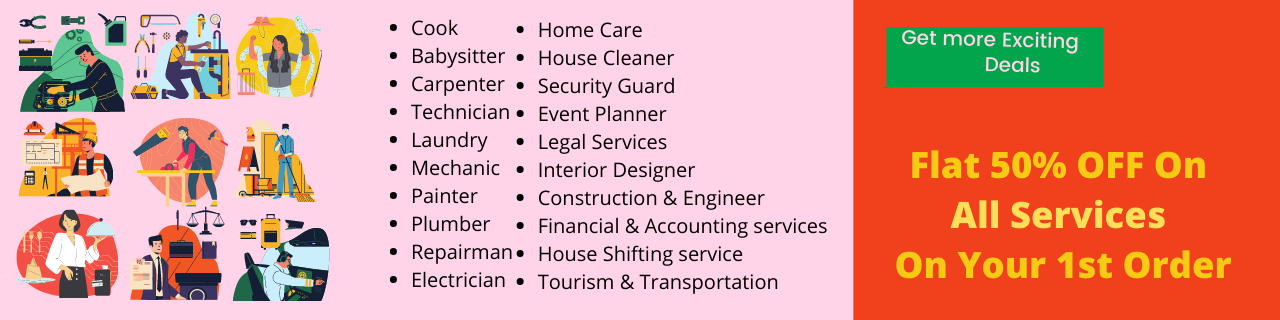 Cook
Babysitter
Carpenter
Technician
Laundry
Mechanic
Painter
Plumber
Repairman
Electrician
Home Care
House Cleaner
Security Guard
Event Planner
Legal Services
Interior Designer
Construction & Engineer
Financial & Accounting services
House Shifting service
Tourism & Transportation
Get more Exciting
Deals
Flat 50% OFF On
All Services
On Your 1st Order